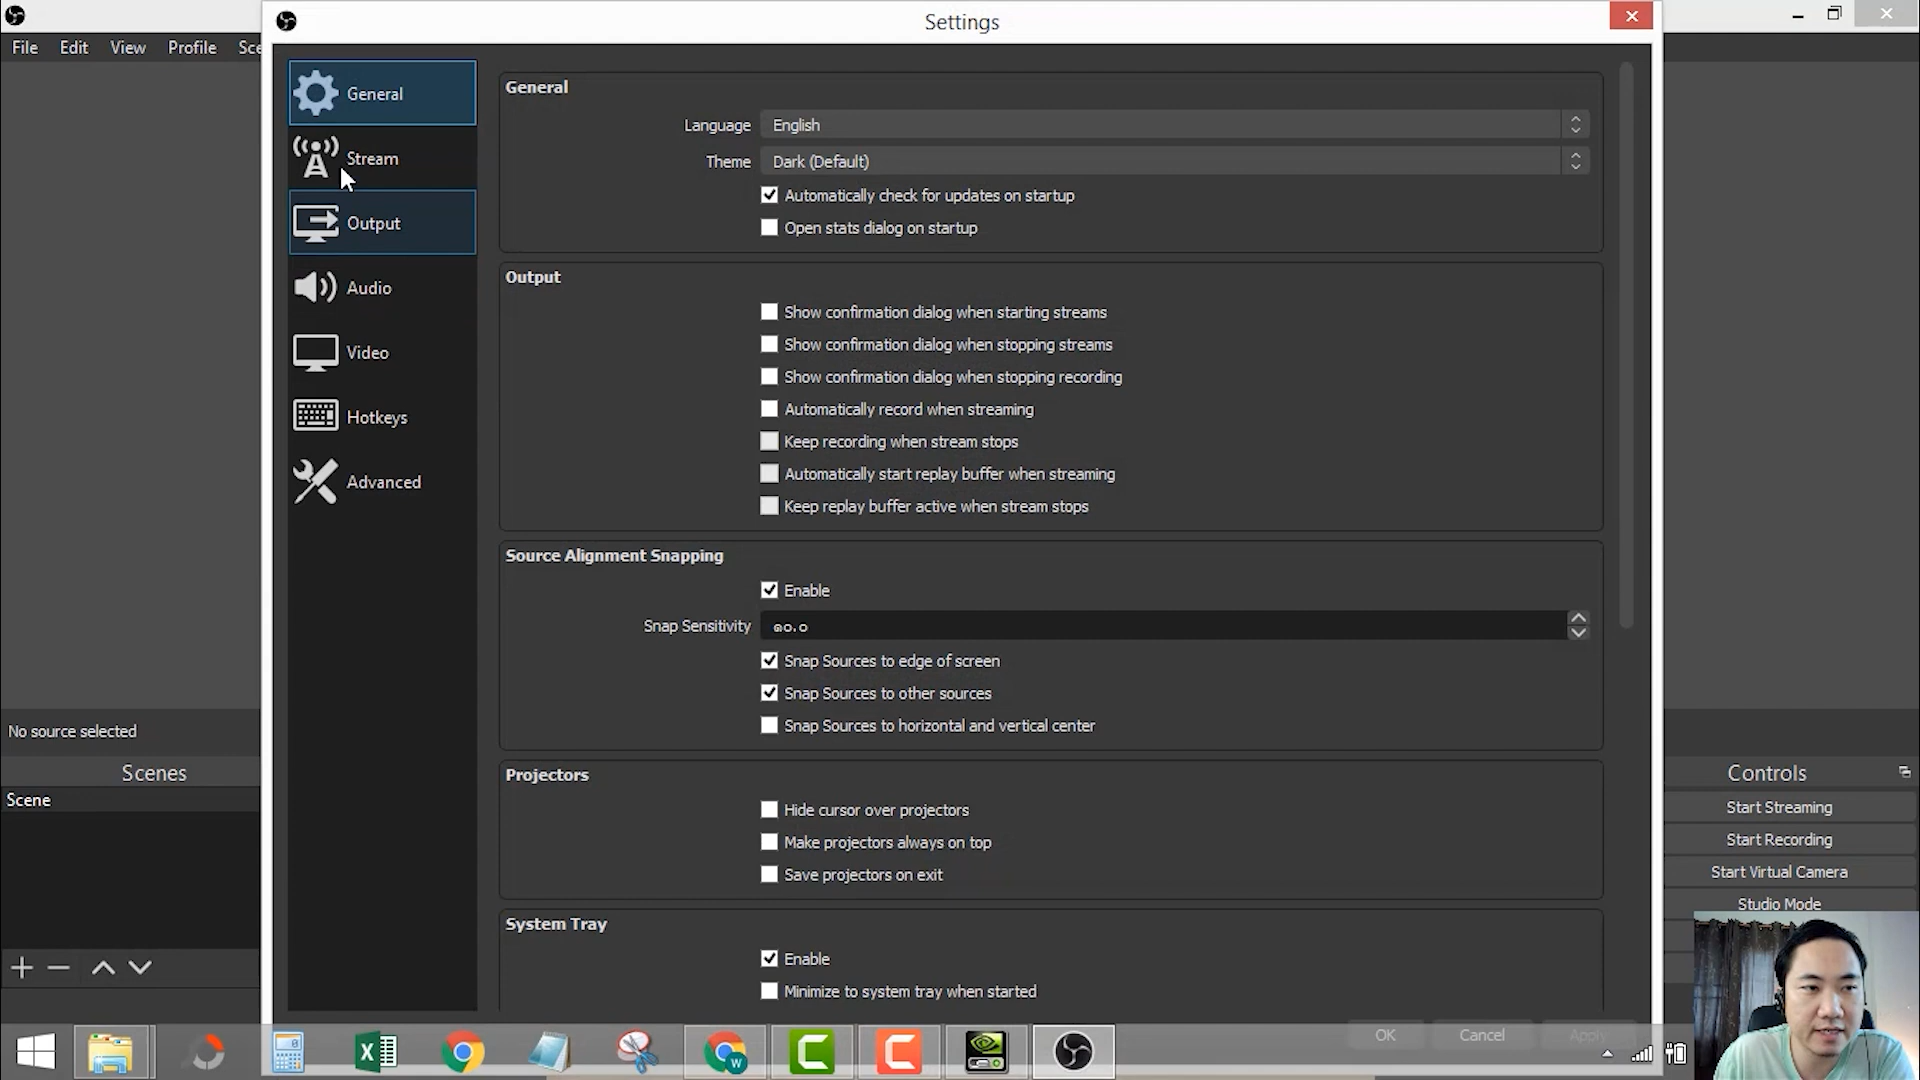 Settings
File Edit View Profile Sce
General
Stream
Output
Audio
Video
Hotkeys
Advanced
General
Language English
Theme Dark (Default)
Automatically check for updates on startup
Open stats dialog on startup
Output
Show confirmation dialog when starting streams
Show confirmation dialog when stopping streams
Show confirmation dialog when stopping recording
Automatically record when streaming
Keep recording when stream stops
Automatically start replay buffer when streaming
Keep replay buffer active when stream stops
Source Alignment Snapping
Enable
Snap Sensitivity ๑๐.๐
Snap Sources to edge of screen
Snap Sources to other sources
Snap Sources to horizontal and vertical center
Projectors
Hide cursor over projectors
Make projectors always on top
Save projectors on exit
System Tray
Enable
Minimize to system tray when started
OK Cancel Apply
No source selected
Scenes
Scene
Controls
Start Streaming
Start Recording
Start Virtual Camera
Studio Mode